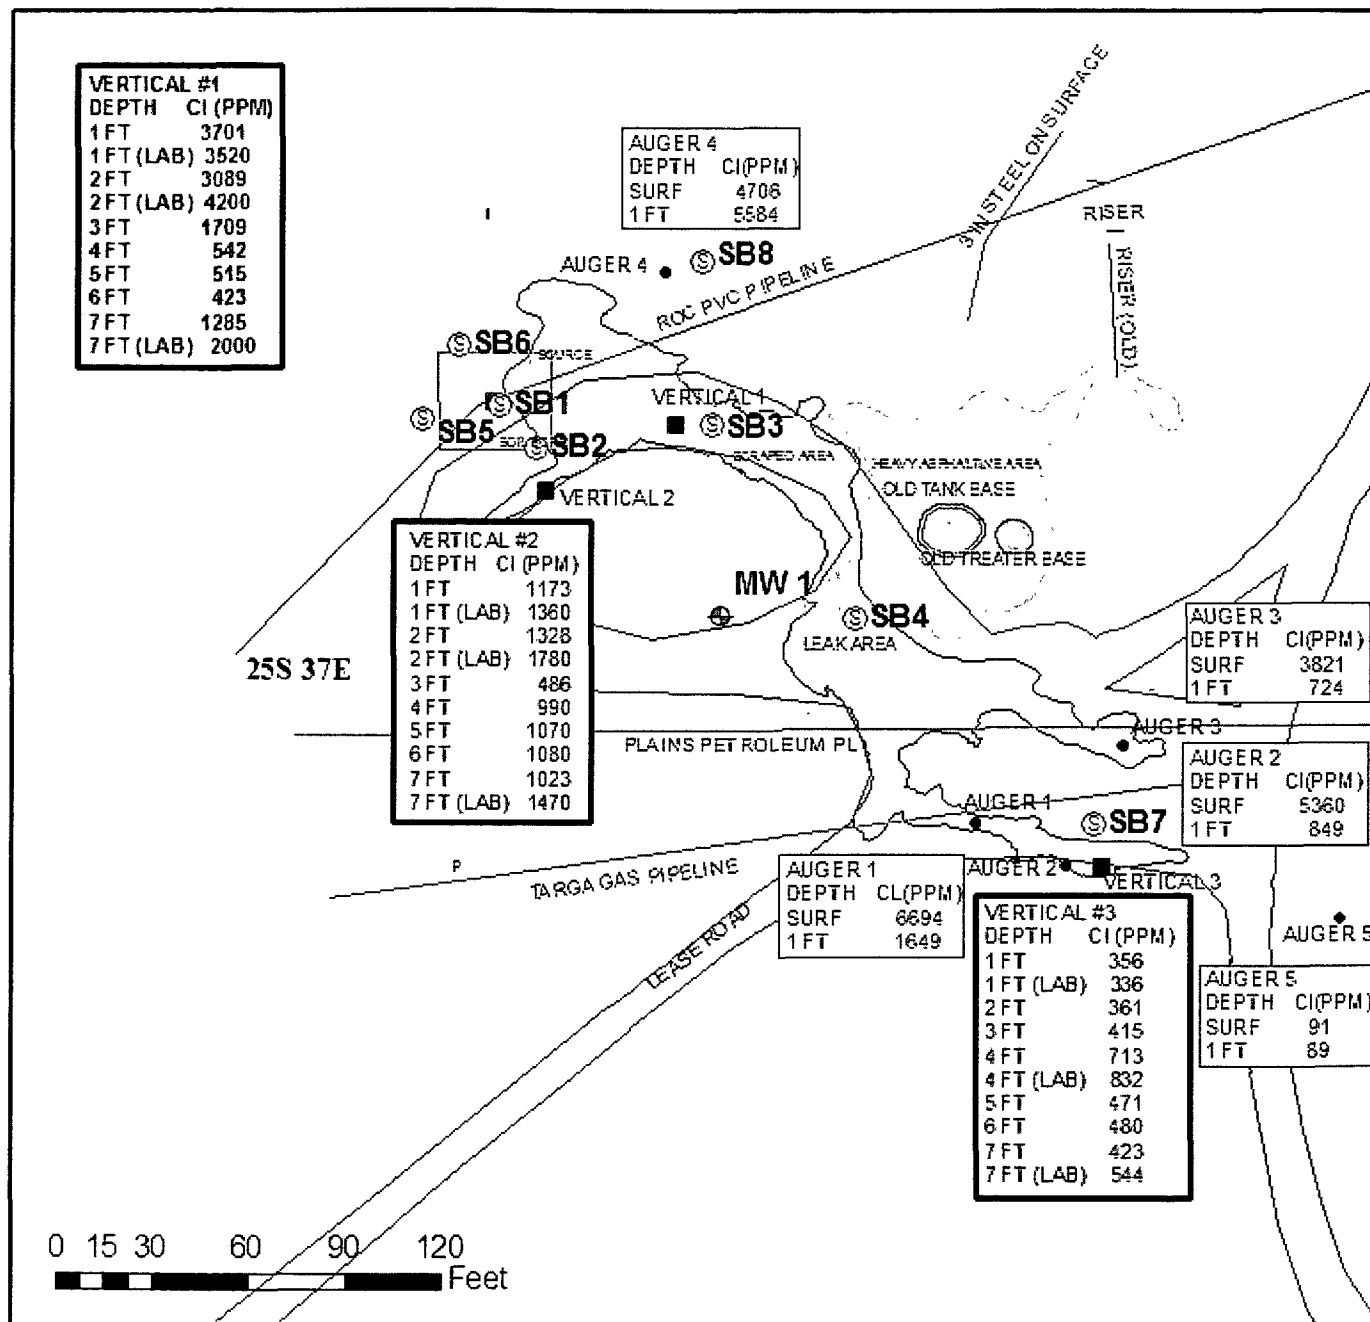 VERTICAL #1
DEPTH CI (PPM)
1 FT 3701
1 FT (LAB) 3520
2 FT 3089
2 FT (LAB) 4200
3 FT 1709
4 FT 542
5 FT 515
6 FT 423
7 FT 1285
7 FT (LAB) 2000
AUGER 4
DEPTH CI(PPM)
SURF 4706
1 FT 5584
3 IN STEEL ON SURFACE
RISER
RISER (OLD)
AUGER 4
SB8
ROC PVC PIPELINE
SB6
SOURCE
SB1
VERTICAL 1
SB5
SB2
SB3
SCRAPED AREA
HEAVY ASPHALTINE AREA
OLD TANK BASE
VERTICAL 2
OLD TREATER BASE
VERTICAL #2
DEPTH CI (PPM)
1 FT 1173
1 FT (LAB) 1360
2 FT 1328
2 FT (LAB) 1780
3 FT 486
4 FT 990
5 FT 1070
6 FT 1080
7 FT 1023
7 FT (LAB) 1470
MW 1
SB4
LEAK AREA
25S 37E
AUGER 3
DEPTH CI(PPM)
SURF 3821
1 FT 724
AUGER 3
PLAINS PETROLEUM PL
AUGER 2
DEPTH CI(PPM)
SURF 5360
1 FT 849
AUGER 1
SB7
P
TARGA GAS PIPELINE
AUGER 1
DEPTH CL(PPM)
SURF 6694
1 FT 1649
AUGER 2
VERTICAL 3
VERTICAL #3
DEPTH CI (PPM)
1 FT 356
1 FT (LAB) 336
2 FT 361
3 FT 415
4 FT 713
4 FT (LAB) 832
5 FT 471
6 FT 480
7 FT 423
7 FT (LAB) 544
AUGER 5
AUGER 5
DEPTH CI(PPM)
SURF 91
1 FT 89
LEASE ROAD
0 15 30 60 90 120
Feet